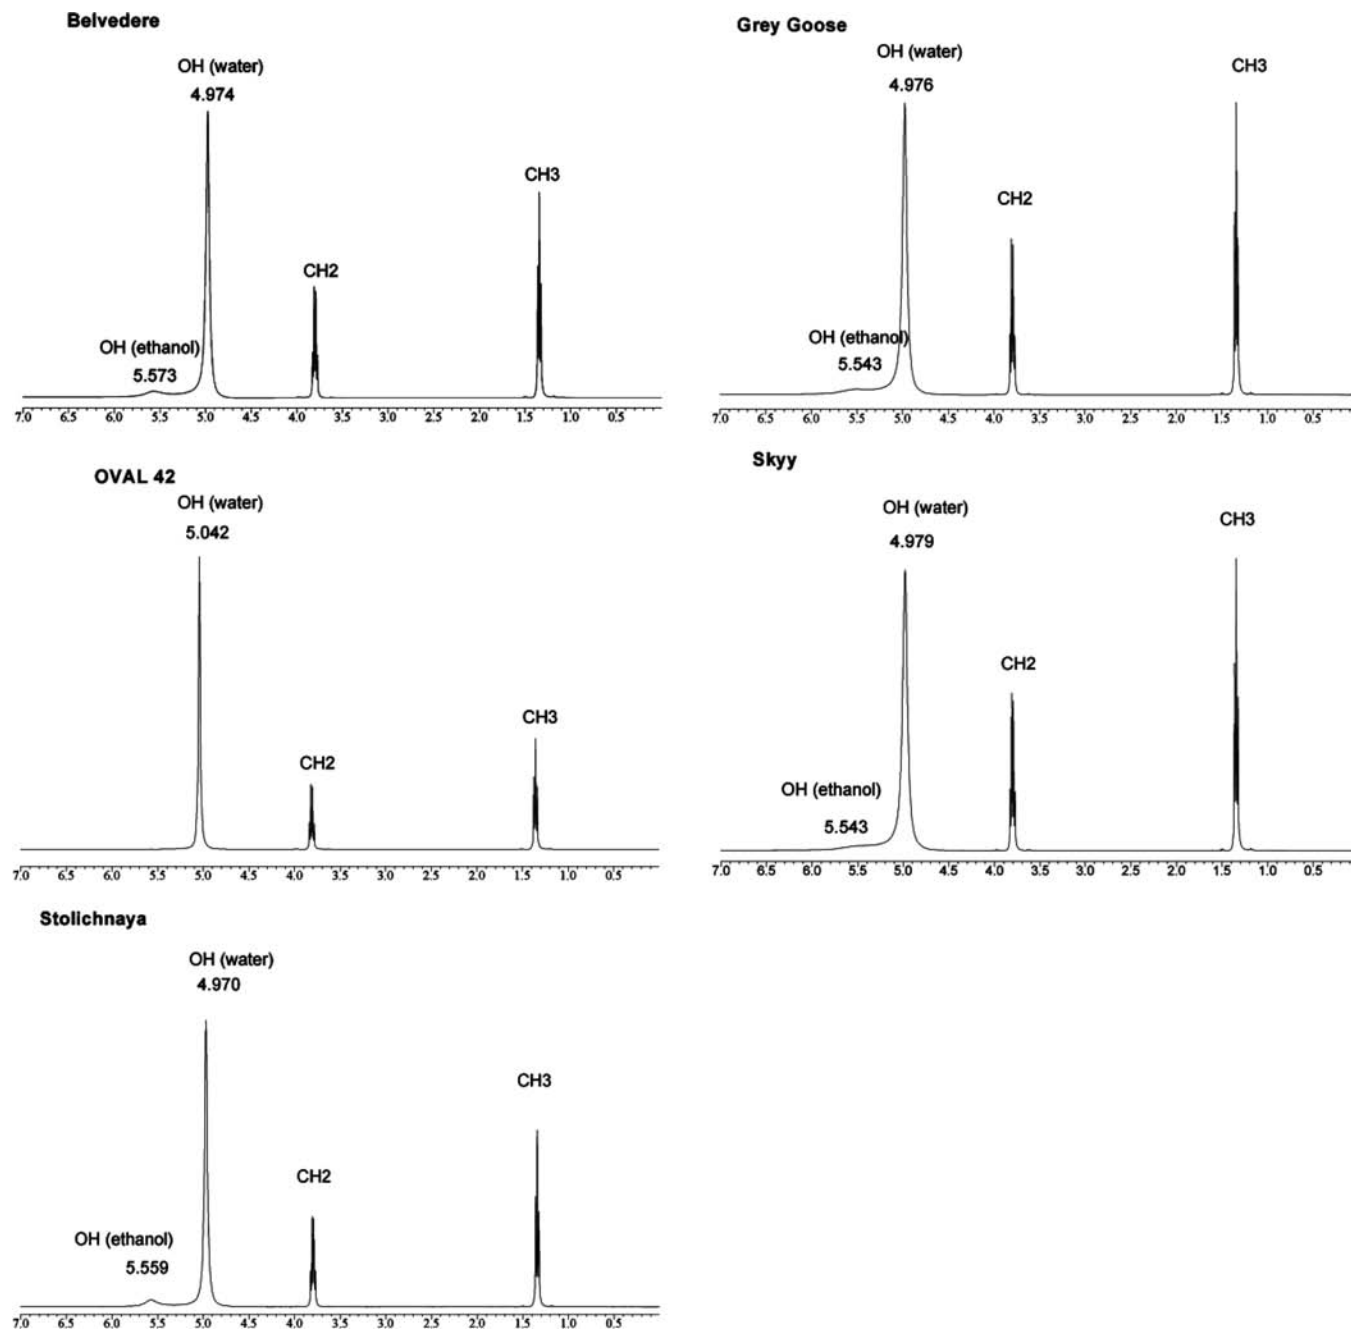 Belvedere
OH (water)
4.974
CH3
CH2
OH (ethanol)
5.573
7.0 6.5 6.0 5.5 5.0 4.5 4.0 3.5 3.0 2.5 2.0 1.5 1.0 0.5
Grey Goose
OH (water)
4.976
CH3
CH2
OH (ethanol)
5.543
7.0 6.5 6.0 5.5 5.0 4.5 4.0 3.5 3.0 2.5 2.0 1.5 1.0 0.5
OVAL 42
OH (water)
5.042
CH3
CH2
7.0 6.5 6.0 5.5 5.0 4.5 4.0 3.5 3.0 2.5 2.0 1.5 1.0 0.5
Skyy
OH (water)
4.979
CH3
CH2
OH (ethanol)
5.543
7.0 6.5 6.0 5.5 5.0 4.5 4.0 3.5 3.0 2.5 2.0 1.5 1.0 0.5
Stolichnaya
OH (water)
4.970
CH3
CH2
OH (ethanol)
5.559
7.0 6.5 6.0 5.5 5.0 4.5 4.0 3.5 3.0 2.5 2.0 1.5 1.0 0.5